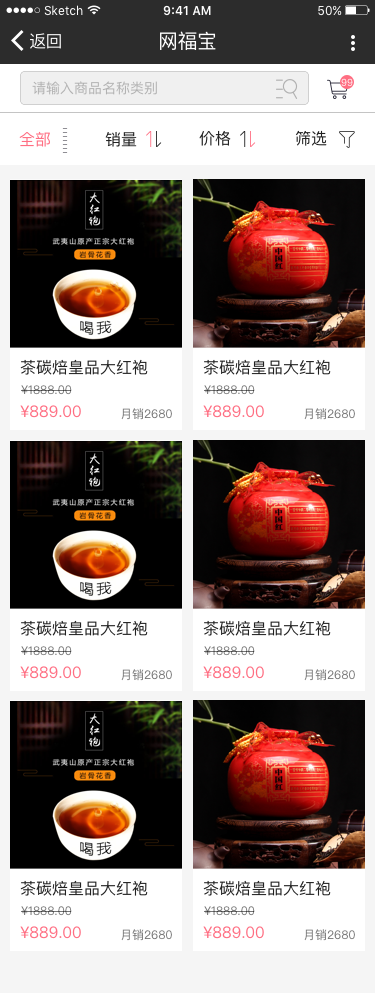 Sketch 9:41 AM 50%
返回 网福宝
请输入商品名称类别 99
全部 销量 价格 筛选
大红袍
武夷山原产正宗大红袍
岩骨花香
喝我
中国红
茶碳焙皇品大红袍 茶碳焙皇品大红袍
¥1888.00 ¥1888.00
¥889.00 月销2680 ¥889.00 月销2680
大红袍
武夷山原产正宗大红袍
岩骨花香
喝我
中国红
茶碳焙皇品大红袍 茶碳焙皇品大红袍
¥1888.00 ¥1888.00
¥889.00 月销2680 ¥889.00 月销2680
大红袍
武夷山原产正宗大红袍
岩骨花香
喝我
中国红
茶碳焙皇品大红袍 茶碳焙皇品大红袍
¥1888.00 ¥1888.00
¥889.00 月销2680 ¥889.00 月销2680